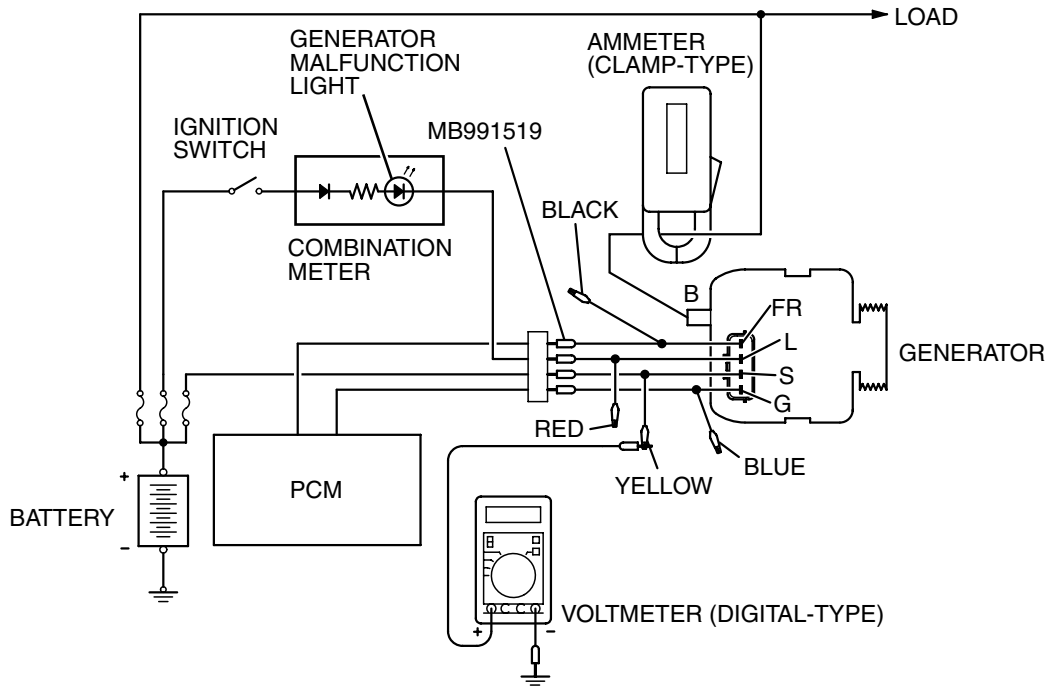 LOAD
GENERATOR
MALFUNCTION
LIGHT
AMMETER
(CLAMP-TYPE)
IGNITION
SWITCH
MB991519
BLACK
COMBINATION
METER
B
FR
L
S
G
GENERATOR
RED
YELLOW
BLUE
PCM
+
BATTERY
–
VOLTMETER (DIGITAL-TYPE)
+
–